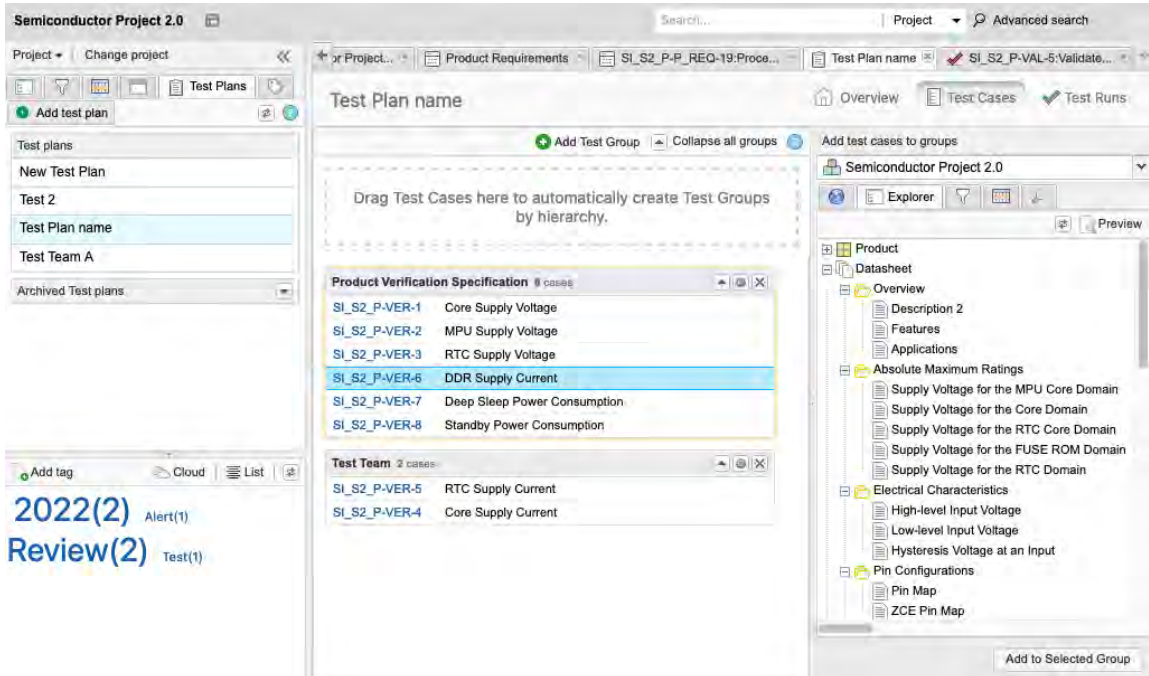 Semiconductor Project 2.0
Search...
Project
Advanced search
Project
Change project
or Project...
Product Requirements
SI_S2_P-P_REQ-19:Proce...
Test Plan name
SI_S2_P-VAL-5:Validate...
Test Plans
Add test plan
Test plans
New Test Plan
Test 2
Test Plan name
Test Team A
Archived Test plans
Add tag
Cloud
List
2022(2) Alert(1)
Review(2) Test(1)
Test Plan name
Overview
Test Cases
Test Runs
Add Test Group
Collapse all groups
Drag Test Cases here to automatically create Test Groups
by hierarchy.
Product Verification Specification 6 cases
SI_S2_P-VER-1 Core Supply Voltage
SI_S2_P-VER-2 MPU Supply Voltage
SI_S2_P-VER-3 RTC Supply Voltage
SI_S2_P-VER-6 DDR Supply Current
SI_S2_P-VER-7 Deep Sleep Power Consumption
SI_S2_P-VER-8 Standby Power Consumption
Test Team 2 cases
SI_S2_P-VER-5 RTC Supply Current
SI_S2_P-VER-4 Core Supply Current
Add test cases to groups
Semiconductor Project 2.0
Explorer
Preview
Product
Datasheet
Overview
Description 2
Features
Applications
Absolute Maximum Ratings
Supply Voltage for the MPU Core Domain
Supply Voltage for the Core Domain
Supply Voltage for the RTC Core Domain
Supply Voltage for the FUSE ROM Domain
Supply Voltage for the RTC Domain
Electrical Characteristics
High-level Input Voltage
Low-level Input Voltage
Hysteresis Voltage at an Input
Pin Configurations
Pin Map
ZCE Pin Map
Add to Selected Group